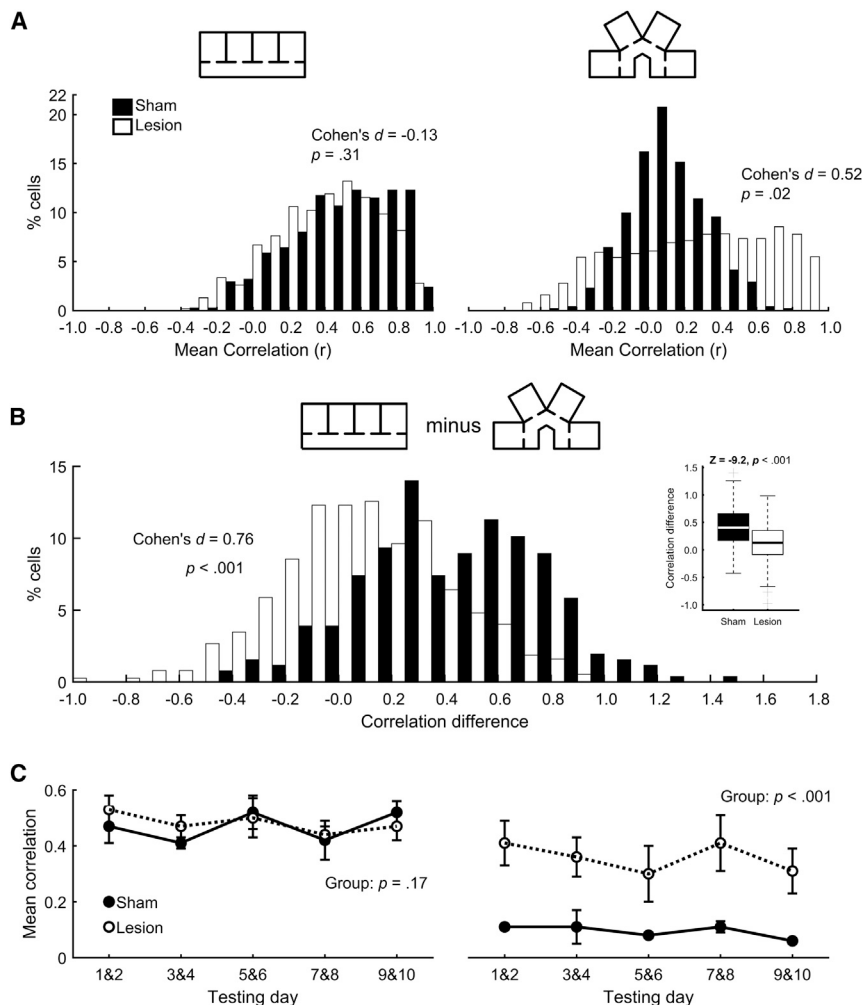 A
Sham
Lesion
Cohen's d = -0.13
p = .31
22
20
15
10
5
0
% cells
-1.0 -0.8 -0.6 -0.4 -0.2 -0.0 0.2 0.4 0.6 0.8 1.0
Mean Correlation (r)
Cohen's d = 0.52
p = .02
-1.0 -0.8 -0.6 -0.4 -0.2 -0.0 0.2 0.4 0.6 0.8 1.0
Mean Correlation (r)
B
minus
15
10
5
0
% cells
Cohen's d = 0.76
p < .001
-1.0 -0.8 -0.6 -0.4 -0.2 -0.0 0.2 0.4 0.6 0.8 1.0 1.2 1.4 1.6 1.8
Correlation difference
Z = -9.2, p < .001
1.5
1.0
0.5
0.0
-0.5
-1.0
Correlation difference
Sham Lesion
C
0.6
0.4
0.2
0
Mean correlation
Group: p = .17
Sham
Lesion
1&2 3&4 5&6 7&8 9&10
Testing day
Group: p < .001
1&2 3&4 5&6 7&8 9&10
Testing day